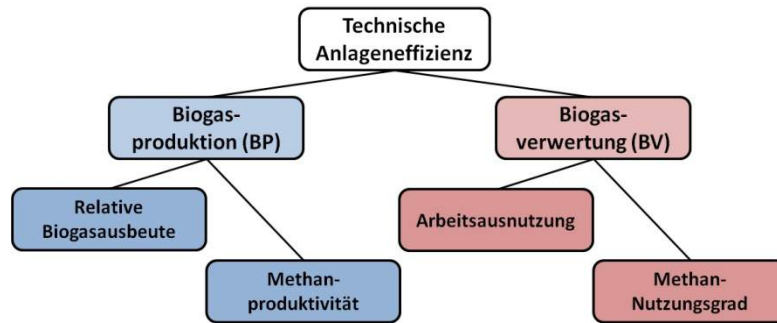 Technische
Anlageneffizienz
Biogas-
produktion (BP)
Biogas-
verwertung (BV)
Relative
Biogasausbeute
Arbeitsausnutzung
Methan-
produktivität
Methan-
Nutzungsgrad